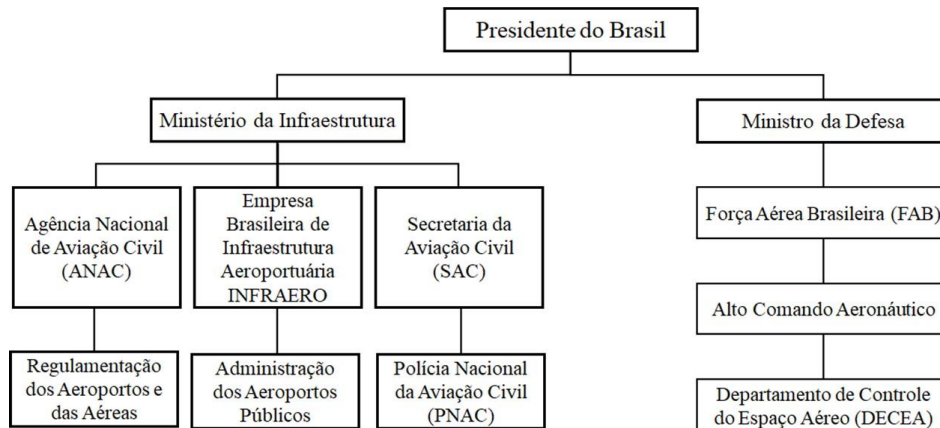 Presidente do Brasil
Ministério da Infraestrutura
Ministro da Defesa
Agência Nacional
de Aviação Civil
(ANAC)
Empresa
Brasileira de
Infraestrutura
Aeroportuária
INFRAERO
Secretaria da
Aviação Civil
(SAC)
Força Aérea Brasileira (FAB)
Alto Comando Aeronáutico
Regulamentação
dos Aeroportos e
das Aéreas
Administração
dos Aeroportos
Públicos
Polícia Nacional
da Aviação Civil
(PNAC)
Departamento de Controle
do Espaço Aéreo (DECEA)